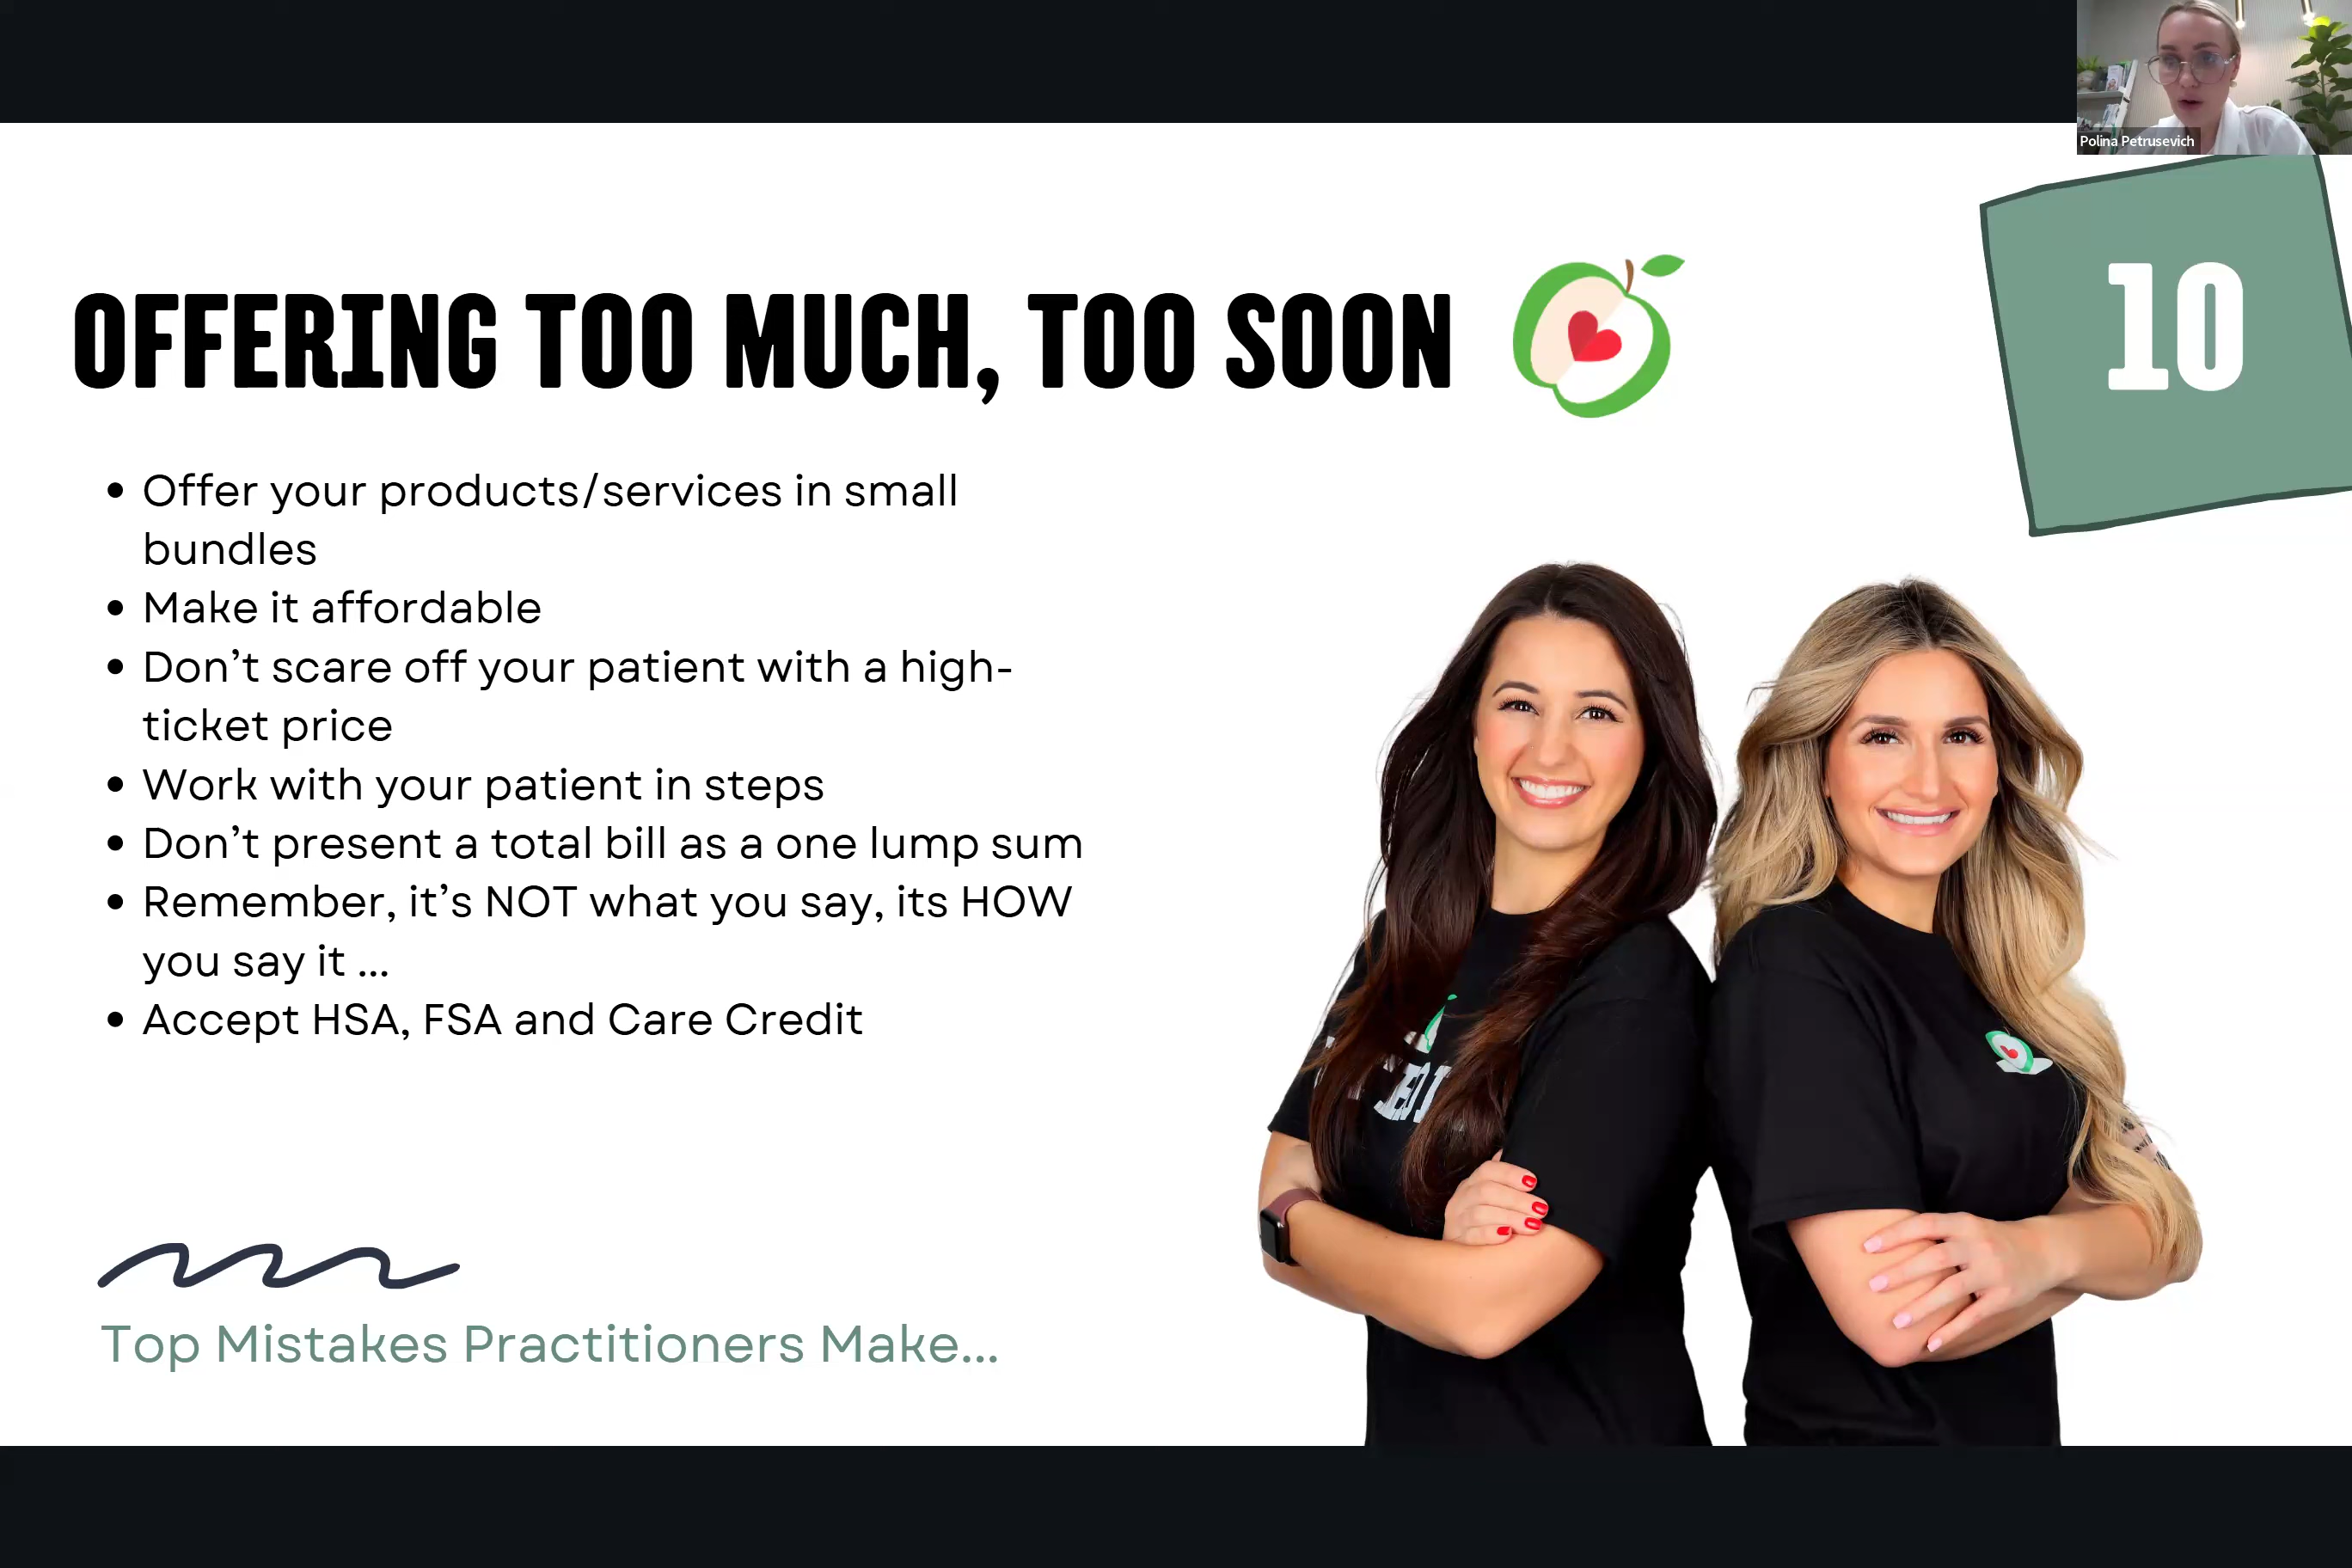 Polina Petrusevich
10
OFFERING TOO MUCH, TOO SOON
• Offer your products/services in small
bundles
• Make it affordable
• Don’t scare off your patient with a high-
ticket price
• Work with your patient in steps
• Don’t present a total bill as a one lump sum
• Remember, it’s NOT what you say, its HOW
you say it ...
• Accept HSA, FSA and Care Credit
Top Mistakes Practitioners Make...